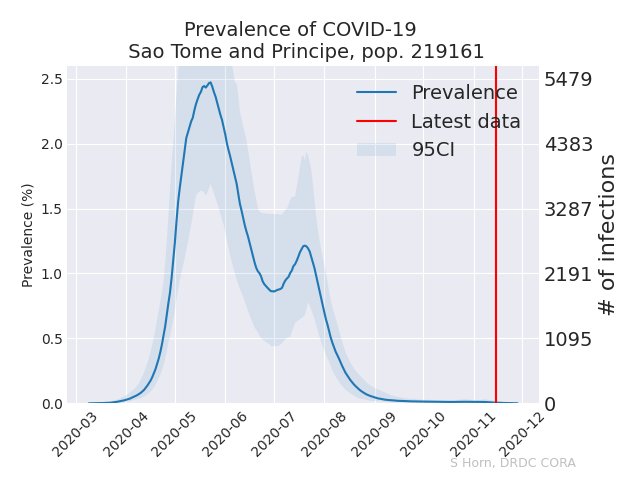 Prevalence of COVID-19
Sao Tome and Principe, pop. 219161
Prevalence (%)
2.5
2.0
1.5
1.0
0.5
0.0
Prevalence
Latest data
95CI
5479
4383
3287
2191
1095
0
# of infections
2020-03
2020-04
2020-05
2020-06
2020-07
2020-08
2020-09
2020-10
2020-11
2020-12
S Horn, DRDC CORA